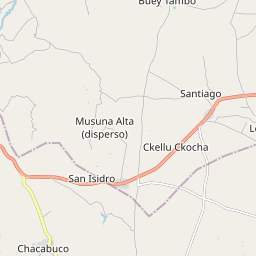 Buey Tambo
Santiago
Musuna Alta
(disperso)
Ckellu Ckocha
San Isidro
Chacabuco